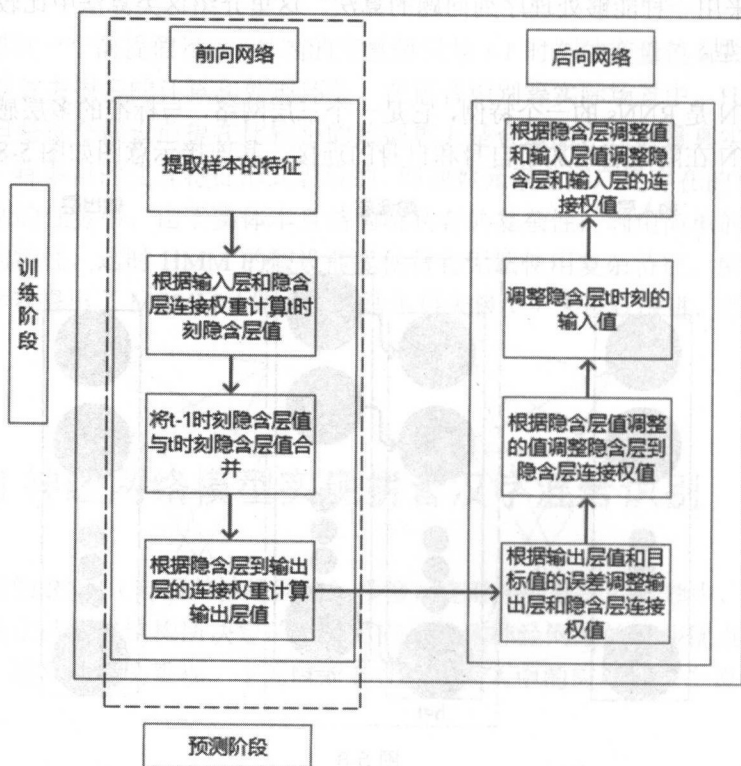 前向网络
后向网络
提取样本的特征
根据输入层和隐含
层连接权重计算t时
刻隐含层值
将t-1时刻隐含层值
与t时刻隐含层值合
并
根据隐含层到输出
层的连接权重计算
输出层值
根据隐含层调整值
和输入层值调整隐
含层和输入层的连
接权值
调整隐含层t时刻的
输入值
根据隐含层值调整
的值调整隐含层到
隐含层连接权值
根据输出层值和目
标值的误差调整输
出层和隐含层连接
权值
训
练
阶
段
预测阶段